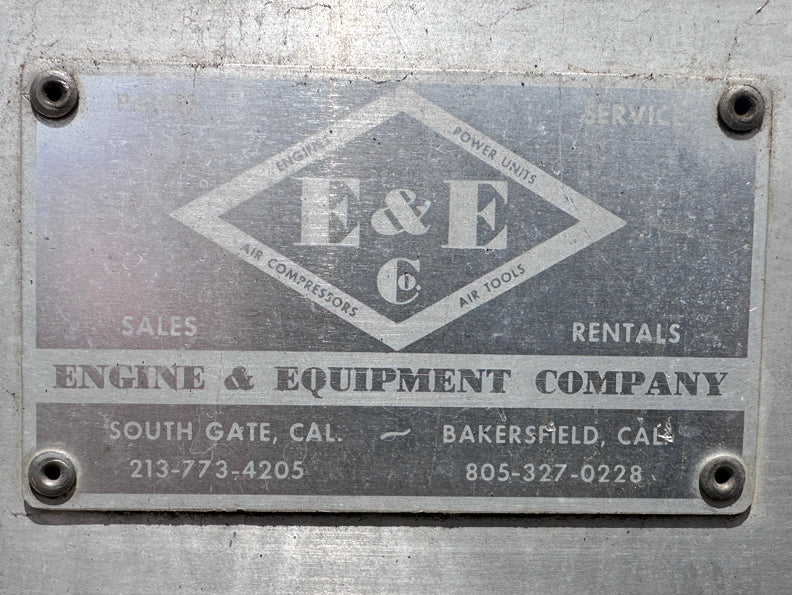 PARTS SERVICE
ENGINES POWER UNITS
E & E
Co.
AIR COMPRESSORS AIR TOOLS
SALES RENTALS
ENGINE & EQUIPMENT COMPANY
SOUTH GATE, CAL. ~ BAKERSFIELD, CAL.
213-773-4205 805-327-0228